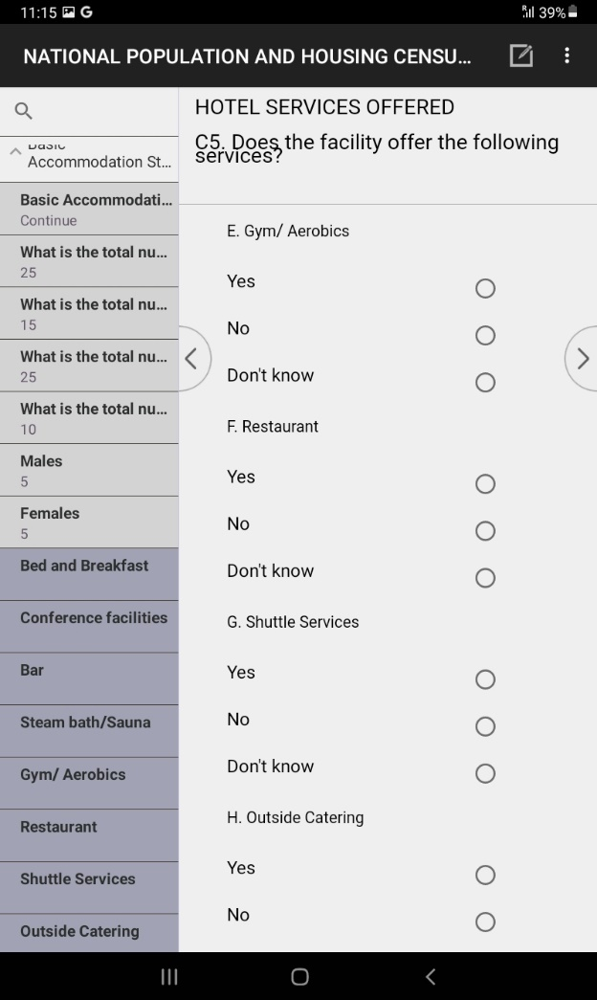 11:15 G R 39%
NATIONAL POPULATION AND HOUSING CENSU...
Basic
Accommodation St...
Basic Accommodati...
Continue
What is the total nu...
25
What is the total nu...
15
What is the total nu...
25
What is the total nu...
10
Males
5
Females
5
Bed and Breakfast
Conference facilities
Bar
Steam bath/Sauna
Gym/ Aerobics
Restaurant
Shuttle Services
Outside Catering
HOTEL SERVICES OFFERED
C5. Does the facility offer the following
services?
E. Gym/ Aerobics
Yes
No
Don't know
F. Restaurant
Yes
No
Don't know
G. Shuttle Services
Yes
No
Don't know
H. Outside Catering
Yes
No